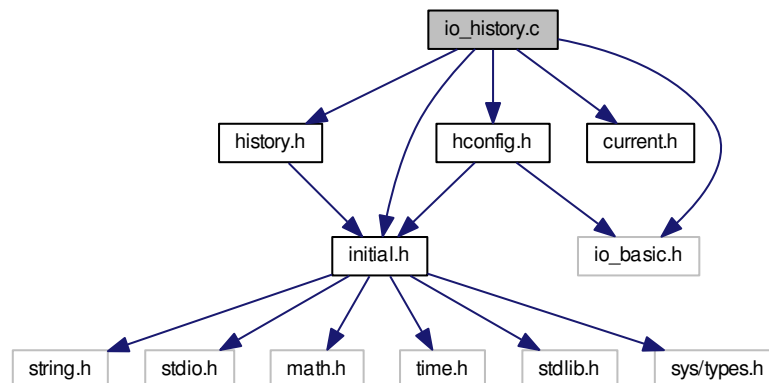 io_history.c
history.h
hconfig.h
current.h
initial.h
io_basic.h
string.h
stdio.h
math.h
time.h
stdlib.h
sys/types.h